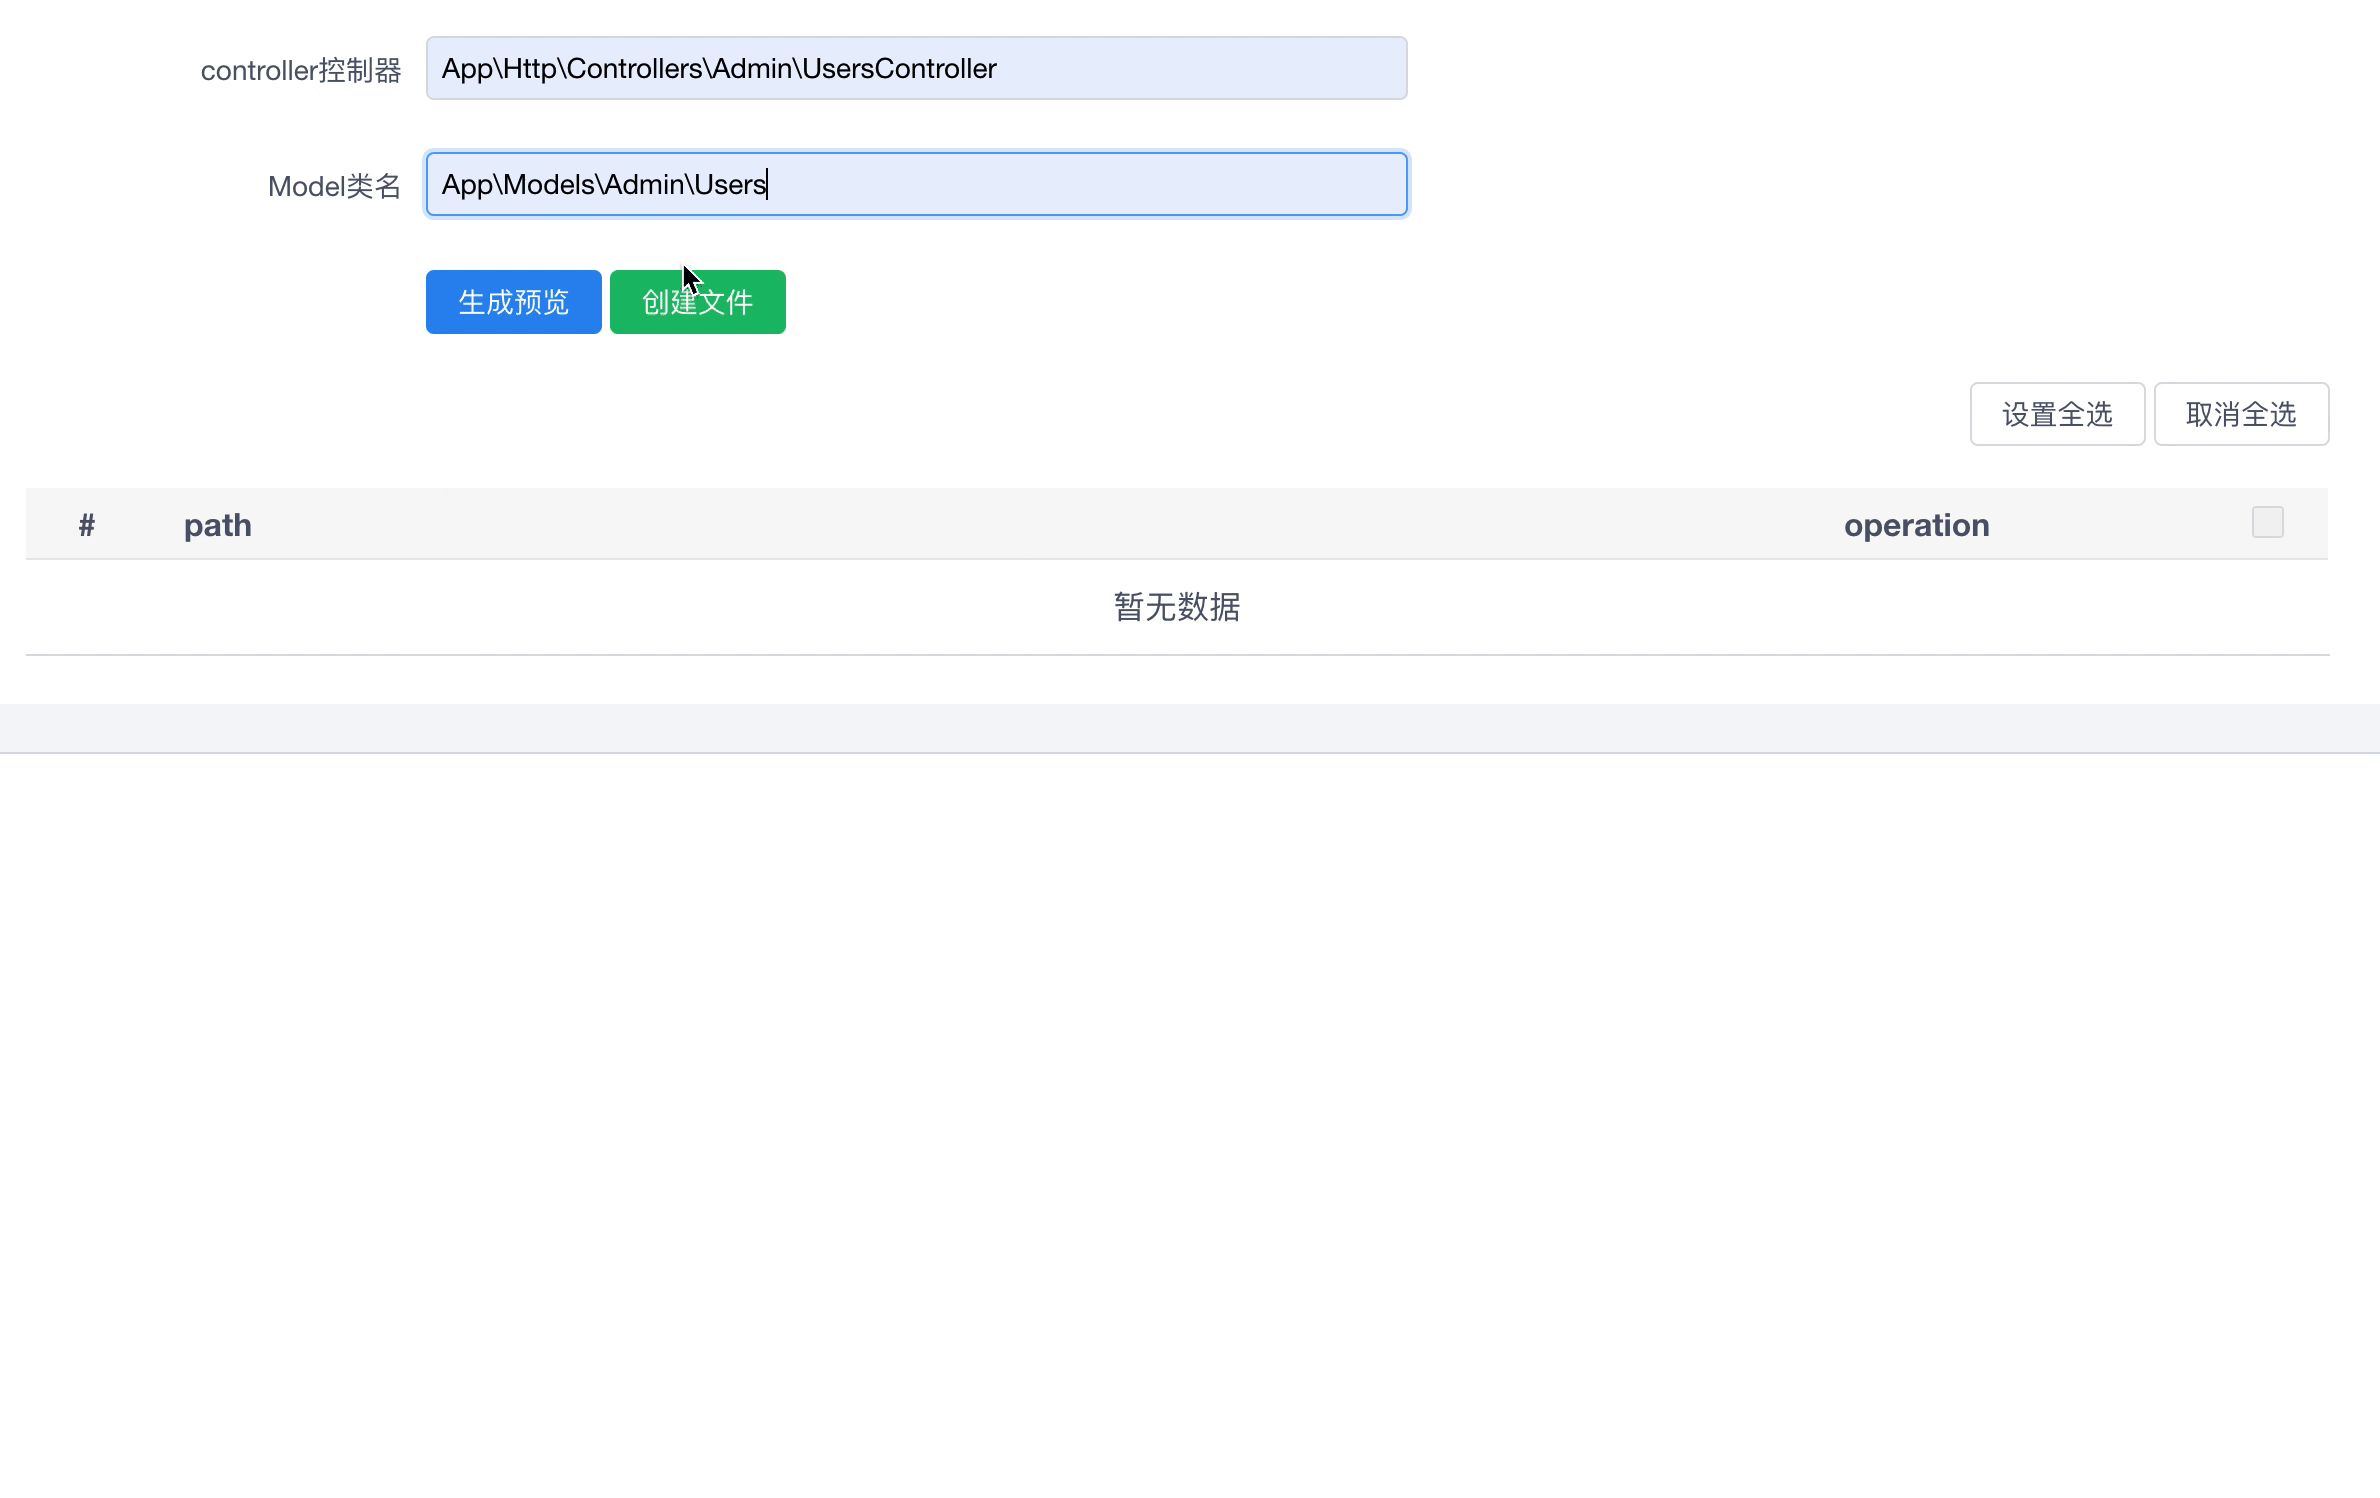 controller控制器 App\Http\Controllers\Admin\UsersController
Model类名 App\Models\Admin\Users
生成预览 创建文件
设置全选 取消全选
# path operation
暂无数据